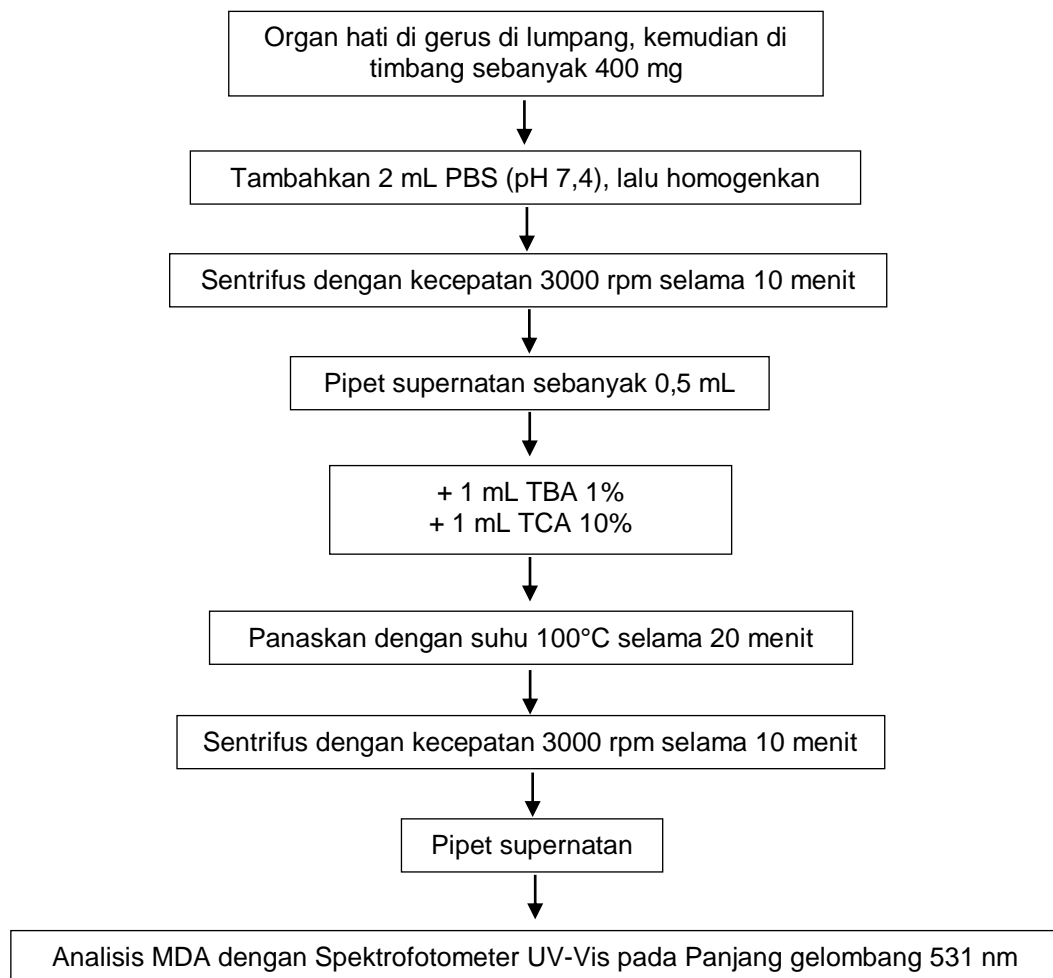 Organ hati di gerus di lumpang, kemudian di
timbang sebanyak 400 mg
Tambahkan 2 mL PBS (pH 7,4), lalu homogenkan
Sentrifus dengan kecepatan 3000 rpm selama 10 menit
Pipet supernatan sebanyak 0,5 mL
+ 1 mL TBA 1%
+ 1 mL TCA 10%
Panaskan dengan suhu 100°C selama 20 menit
Sentrifus dengan kecepatan 3000 rpm selama 10 menit
Pipet supernatan
Analisis MDA dengan Spektrofotometer UV-Vis pada Panjang gelombang 531 nm